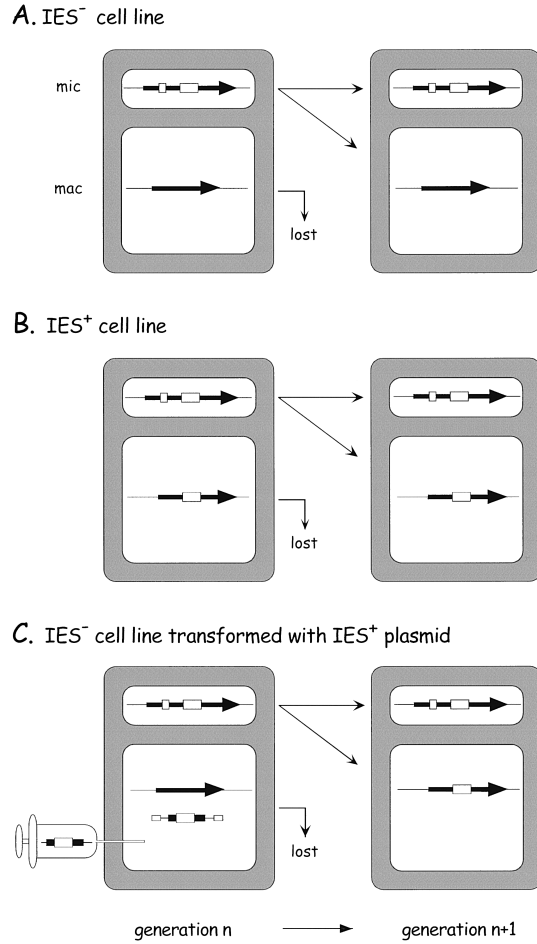 A. IES⁻ cell line
mic
mac
lost
B. IES⁺ cell line
lost
C. IES⁻ cell line transformed with IES⁺ plasmid
lost
generation n
generation n+1